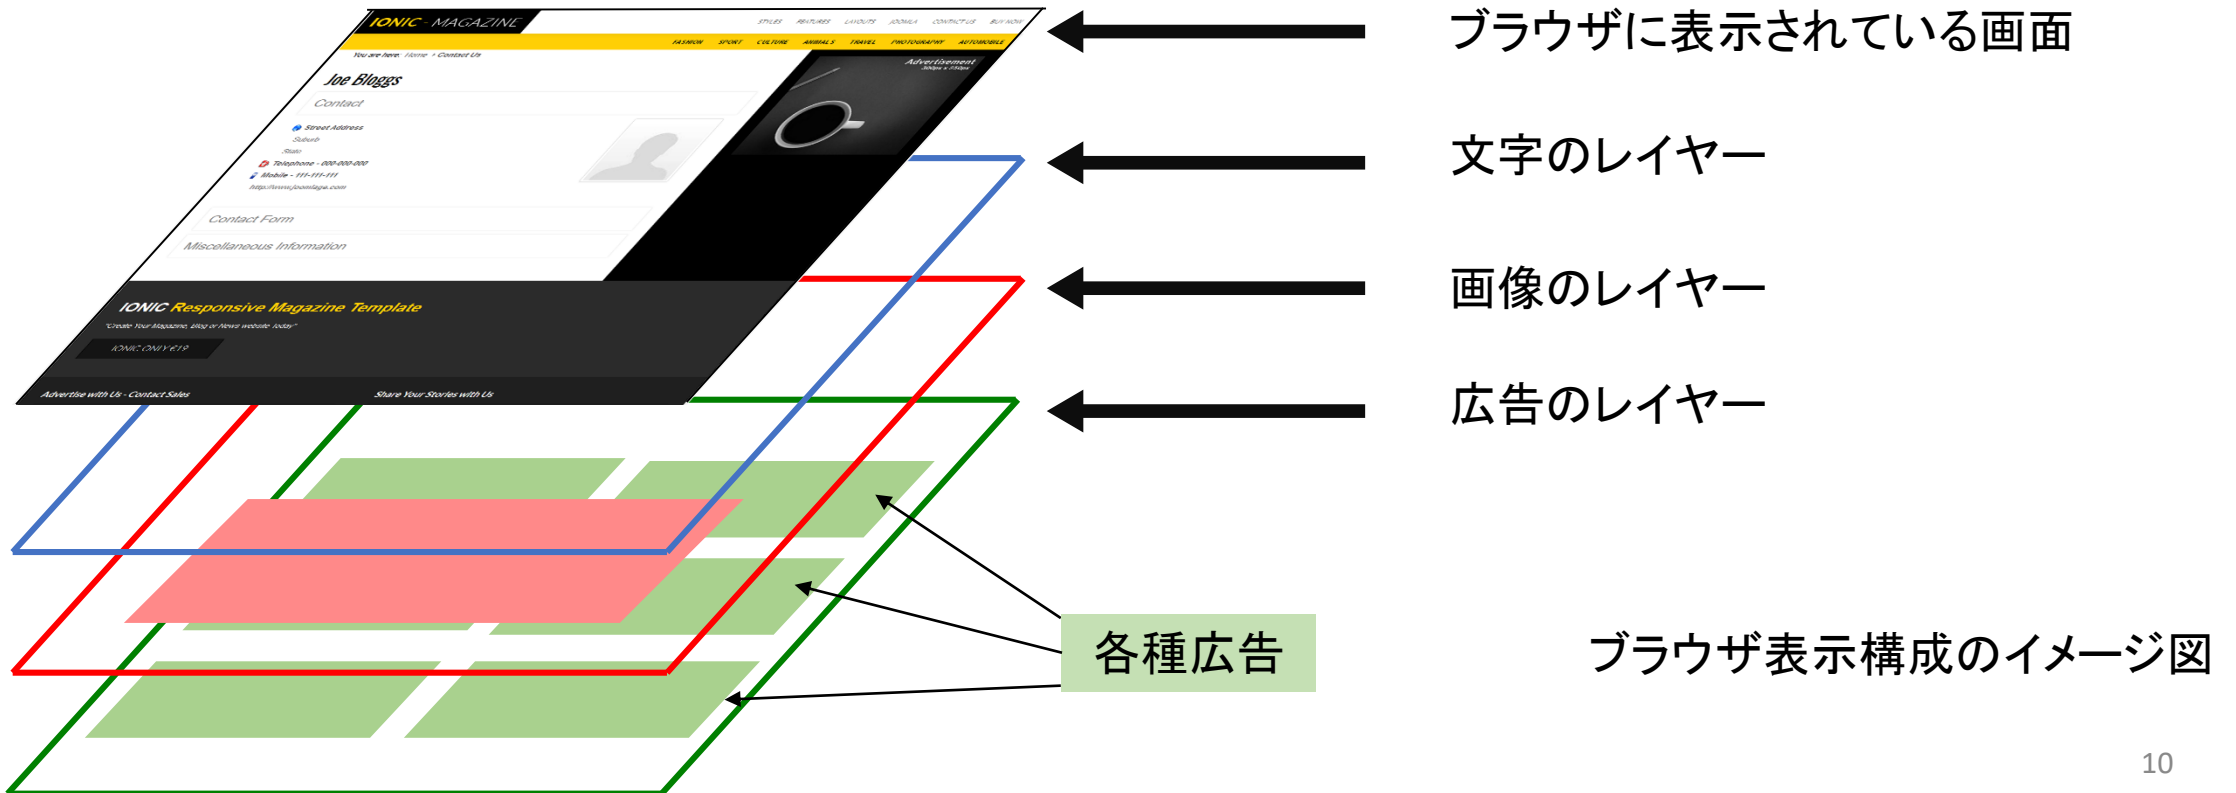 IONIC - MAGAZINE
STYLES FEATURES LAYOUTS JOOMLA CONTACT US BUY NOW
FASHION SPORT CULTURE ANIMALS TRAVEL PHOTOGRAPHY AUTOMOBILE
You are here: Home Contact Us
Advertisement
Joe Bloggs
Contact
Street Address
Suburb
State
Telephone - 000-000-000
Mobile - 111-111-111
http://www.joomlage.com
Contact Form
Miscellaneous Information
IONIC Responsive Magazine Template
"Create Your Magazine, Blog or News website Today"
IONIC ONLY €19
Advertise with Us - Contact Sales
Share Your Stories with Us
ブラウザに表示されている画面
文字のレイヤー
画像のレイヤー
広告のレイヤー
各種広告
ブラウザ表示構成のイメージ図
10